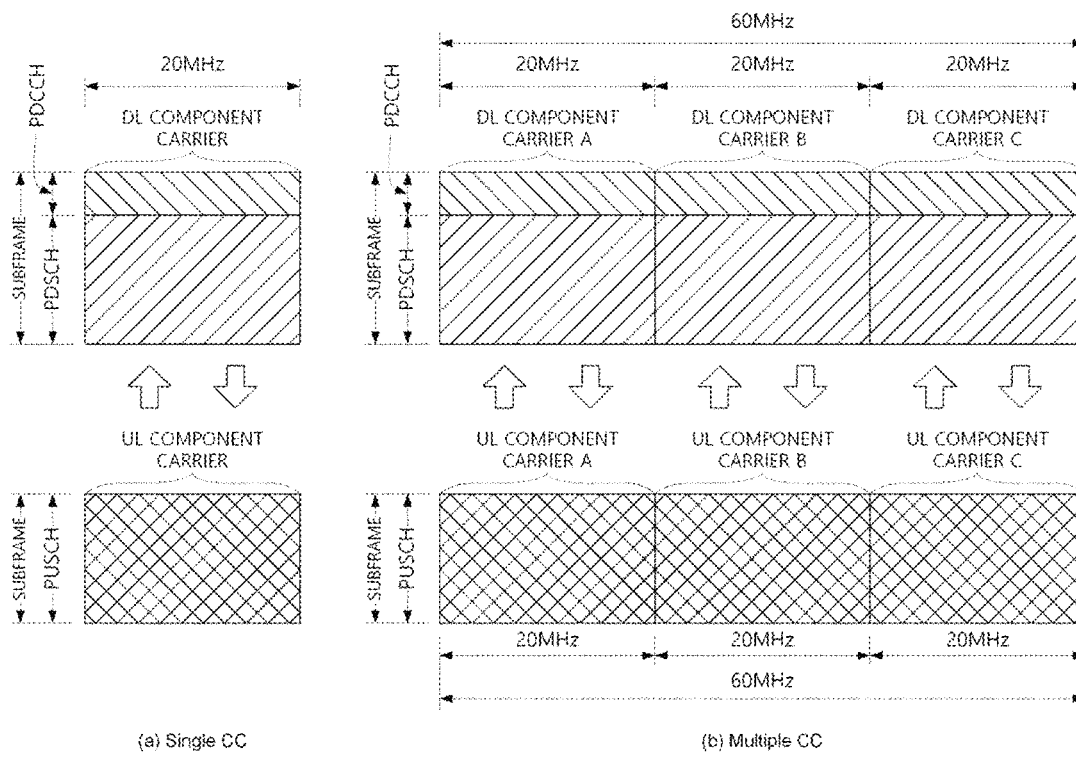 60MHz
20MHz
20MHz
20MHz
20MHz
PDCCH
PDCCH
DL COMPONENT
CARRIER
DL COMPONENT
CARRIER A
DL COMPONENT
CARRIER B
DL COMPONENT
CARRIER C
SUBFRAME
PDSCH
SUBFRAME
PDSCH
UL COMPONENT
CARRIER
UL COMPONENT
CARRIER A
UL COMPONENT
CARRIER B
UL COMPONENT
CARRIER C
SUBFRAME
PUSCH
SUBFRAME
PUSCH
20MHz
20MHz
20MHz
60MHz
(a) Single CC
(b) Multiple CC